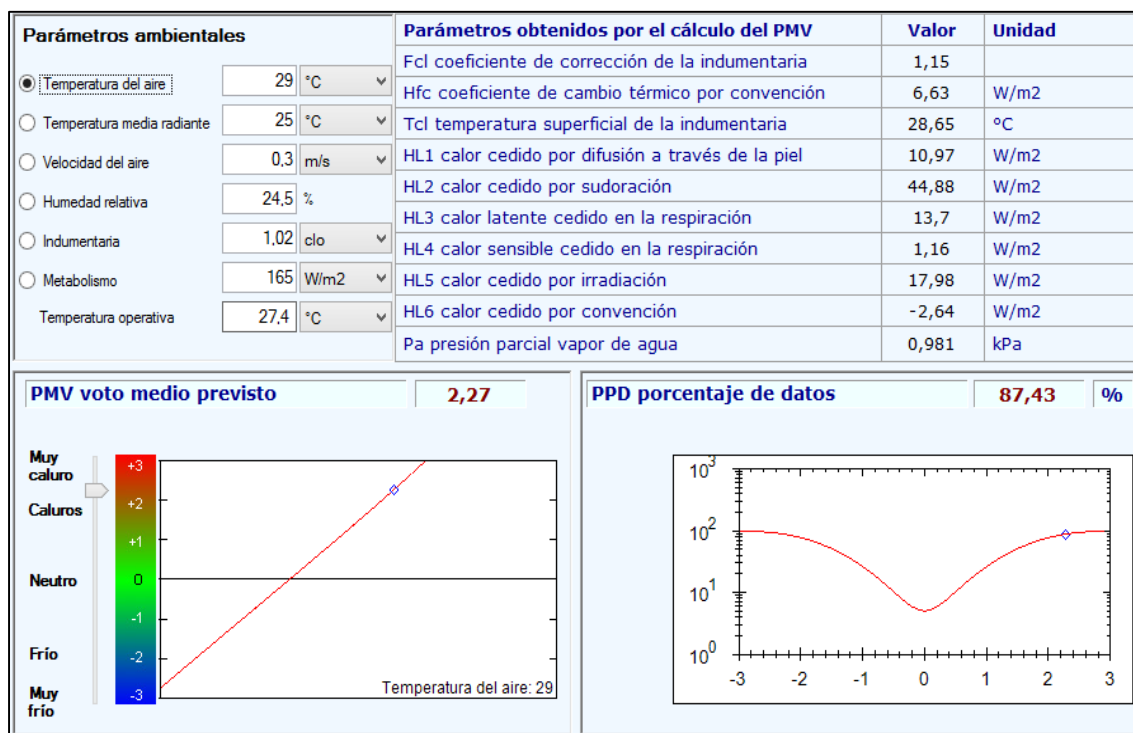 Parámetros ambientales
Temperatura del aire 29 °C
Temperatura media radiante 25 °C
Velocidad del aire 0,3 m/s
Humedad relativa 24,5 %
Indumentaria 1,02 clo
Metabolismo 165 W/m2
Temperatura operativa 27,4 °C
Parámetros obtenidos por el cálculo del PMV Valor Unidad
Fcl coeficiente de corrección de la indumentaria 1,15
Hfc coeficiente de cambio térmico por convención 6,63 W/m2
Tcl temperatura superficial de la indumentaria 28,65 °C
HL1 calor cedido por difusión a través de la piel 10,97 W/m2
HL2 calor cedido por sudoración 44,88 W/m2
HL3 calor latente cedido en la respiración 13,7 W/m2
HL4 calor sensible cedido en la respiración 1,16 W/m2
HL5 calor cedido por irradiación 17,98 W/m2
HL6 calor cedido por convención -2,64 W/m2
Pa presión parcial vapor de agua 0,981 kPa
PMV voto medio previsto 2,27
Muy
caluro
Caluros
Neutro
Frío
Muy
frío
+3
+2
+1
0
-1
-2
-3
Temperatura del aire: 29
PPD porcentaje de datos 87,43 %
10³
10²
10¹
10⁰
-3 -2 -1 0 1 2 3